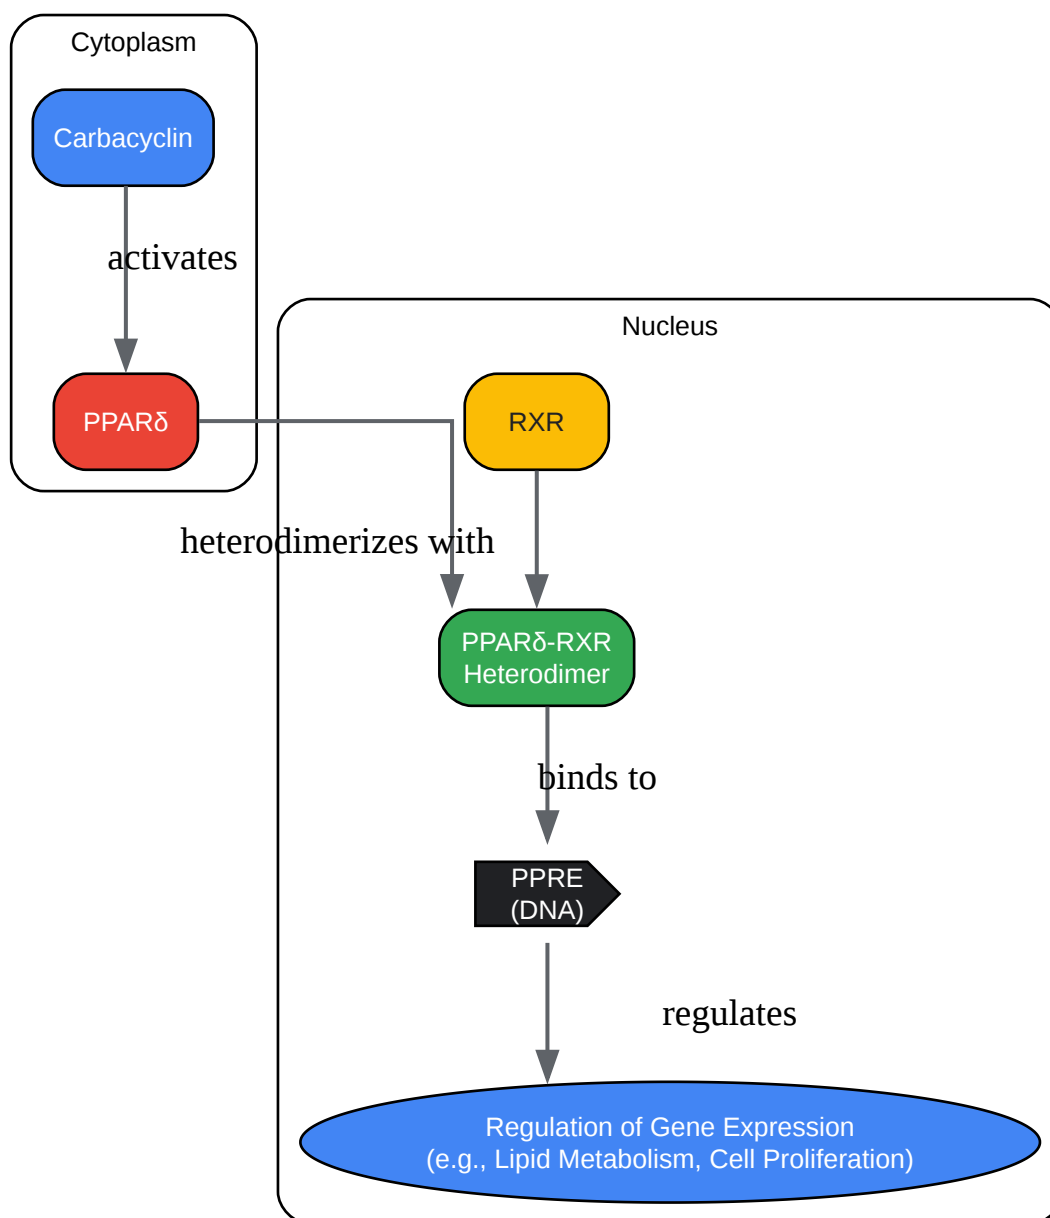 Cytoplasm
Carbacyclin
activates
Nucleus
PPARδ
RXR
heterodimerizes with
PPARδ-RXR
Heterodimer
binds to
PPRE
(DNA)
regulates
Regulation of Gene Expression
(e.g., Lipid Metabolism, Cell Proliferation)